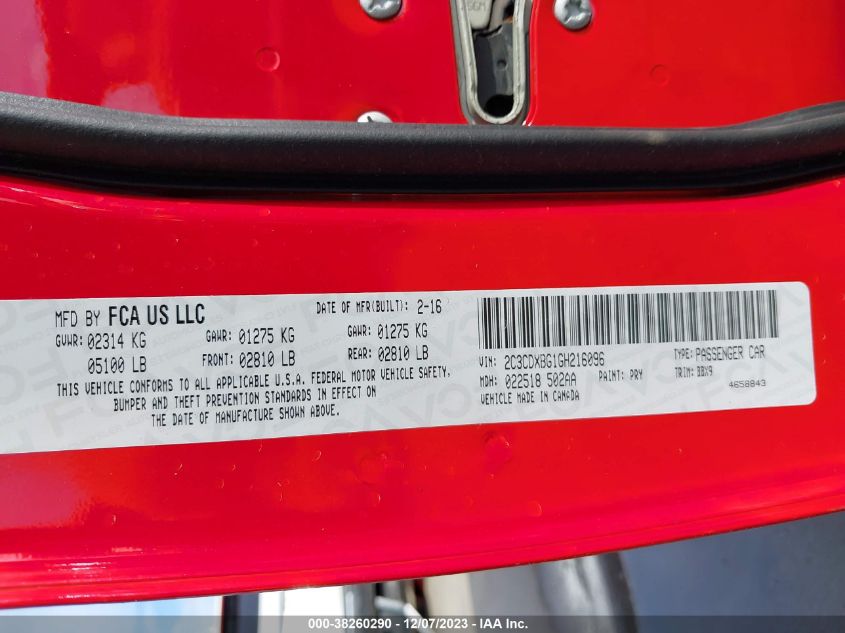 76GM
MFD BY FCA US LLC
DATE OF MFR(BUILT): 2-16
GVWR: 02314 KG GAWR: 01275 KG GAWR: 01275 KG
05100 LB FRONT: 02810 LB REAR: 02810 LB
THIS VEHICLE CONFORMS TO ALL APPLICABLE U.S.A. FEDERAL MOTOR VEHICLE SAFETY,
BUMPER AND THEFT PREVENTION STANDARDS IN EFFECT ON
THE DATE OF MANUFACTURE SHOWN ABOVE.
VIN: 2C3CDXBG1GH216096 TYPE: PASSENGER CAR
MDH: 022518 502AA PAINT: PRY TRIM: BBX9
VEHICLE MADE IN CANADA 4658843
000-38260290 - 12/07/2023 - IAA Inc.